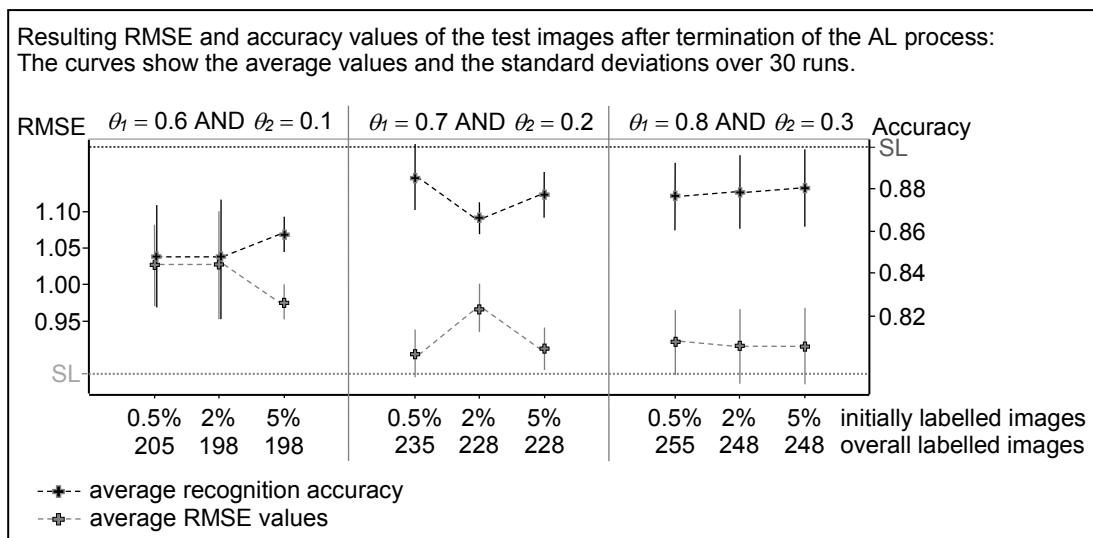 Resulting RMSE and accuracy values of the test images after termination of the AL process:
The curves show the average values and the standard deviations over 30 runs.
RMSE θ1 = 0.6 AND θ2 = 0.1 θ1 = 0.7 AND θ2 = 0.2 θ1 = 0.8 AND θ2 = 0.3 Accuracy
SL
0.88
1.10
0.86
1.05
0.84
1.00
0.95 0.82
SL
0.5% 2% 5% 0.5% 2% 5% 0.5% 2% 5% initially labelled images
205 198 198 235 228 228 255 248 248 overall labelled images
average recognition accuracy
average RMSE values